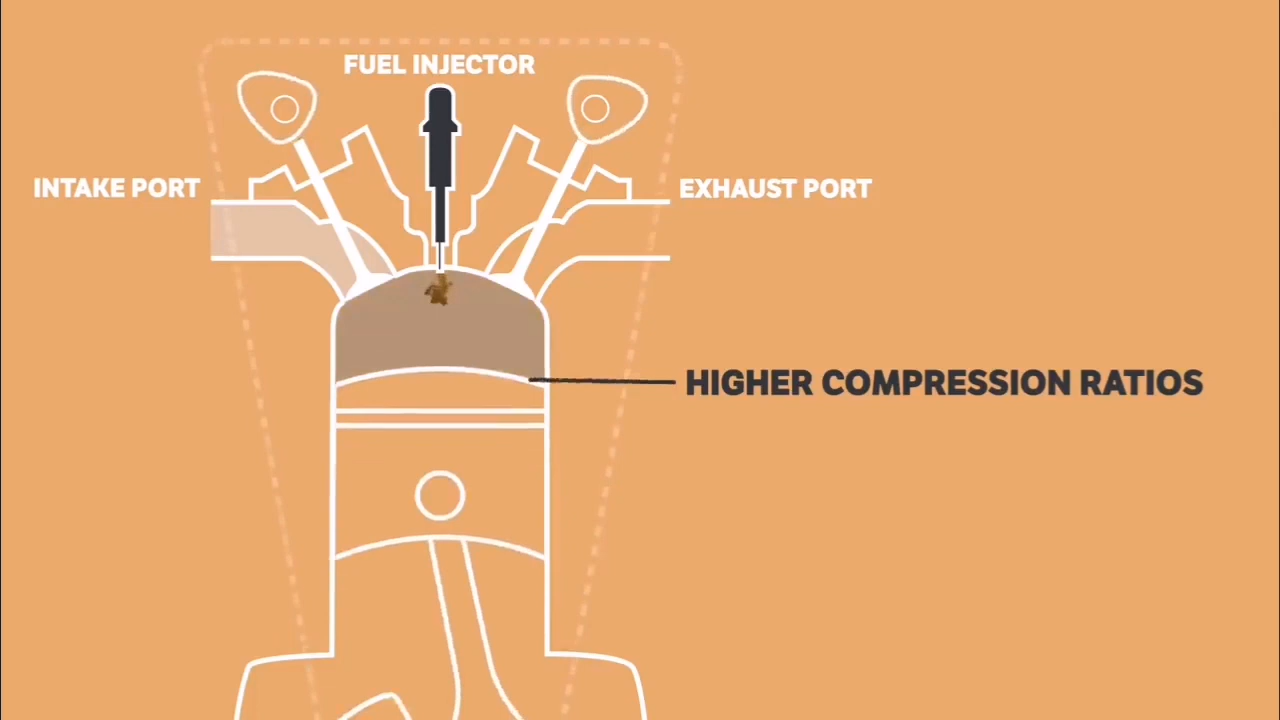 FUEL INJECTOR
INTAKE PORT
EXHAUST PORT
HIGHER COMPRESSION RATIOS